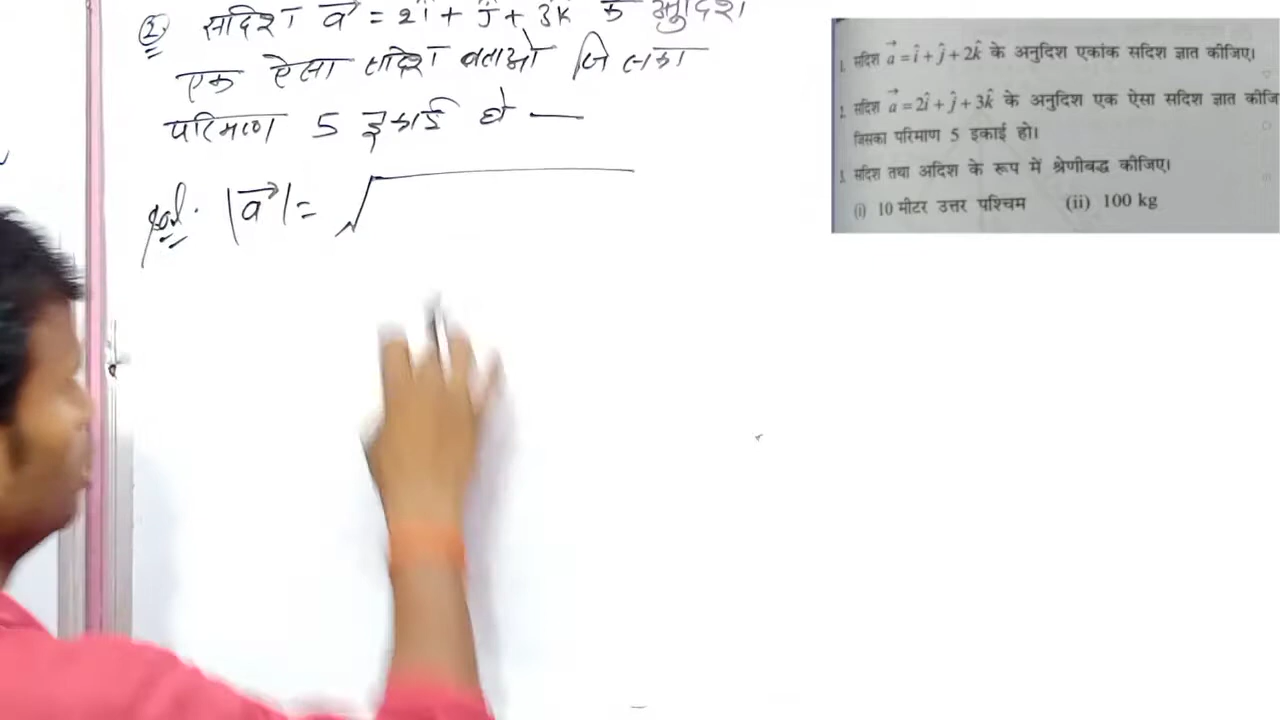 ② सदिश a⃗ = 2î + ĵ + 3k̂ के अनुदिश
एक ऐसा सदिश बताओ जिसका
परिमाण 5 इकाई हो —
Sol. |a⃗| = √
1. सदिश a⃗ = î + ĵ + 2k̂ के अनुदिश एकांक सदिश ज्ञात कीजिए।
2. सदिश a⃗ = 2î + ĵ + 3k̂ के अनुदिश एक ऐसा सदिश ज्ञात कीजि
जिसका परिमाण 5 इकाई हो।
3. सदिश तथा अदिश के रूप में श्रेणीबद्ध कीजिए।
(i) 10 मीटर उत्तर पश्चिम (ii) 100 kg